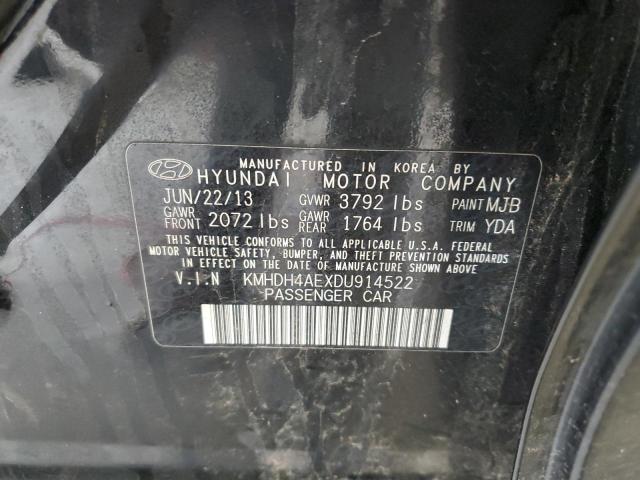 MANUFACTURED IN KOREA BY
HYUNDAI MOTOR COMPANY
JUN/22/13 GVWR 3792 lbs PAINT MJB
GAWR FRONT 2072 lbs GAWR REAR 1764 lbs TRIM YDA
THIS VEHICLE CONFORMS TO ALL APPLICABLE U.S.A. FEDERAL
MOTOR VEHICLE SAFETY, BUMPER, AND THEFT PREVENTION STANDARDS
IN EFFECT ON THE DATE OF MANUFACTURE SHOWN ABOVE.
V.I.N KMHDH4AEXDU914522
PASSENGER CAR